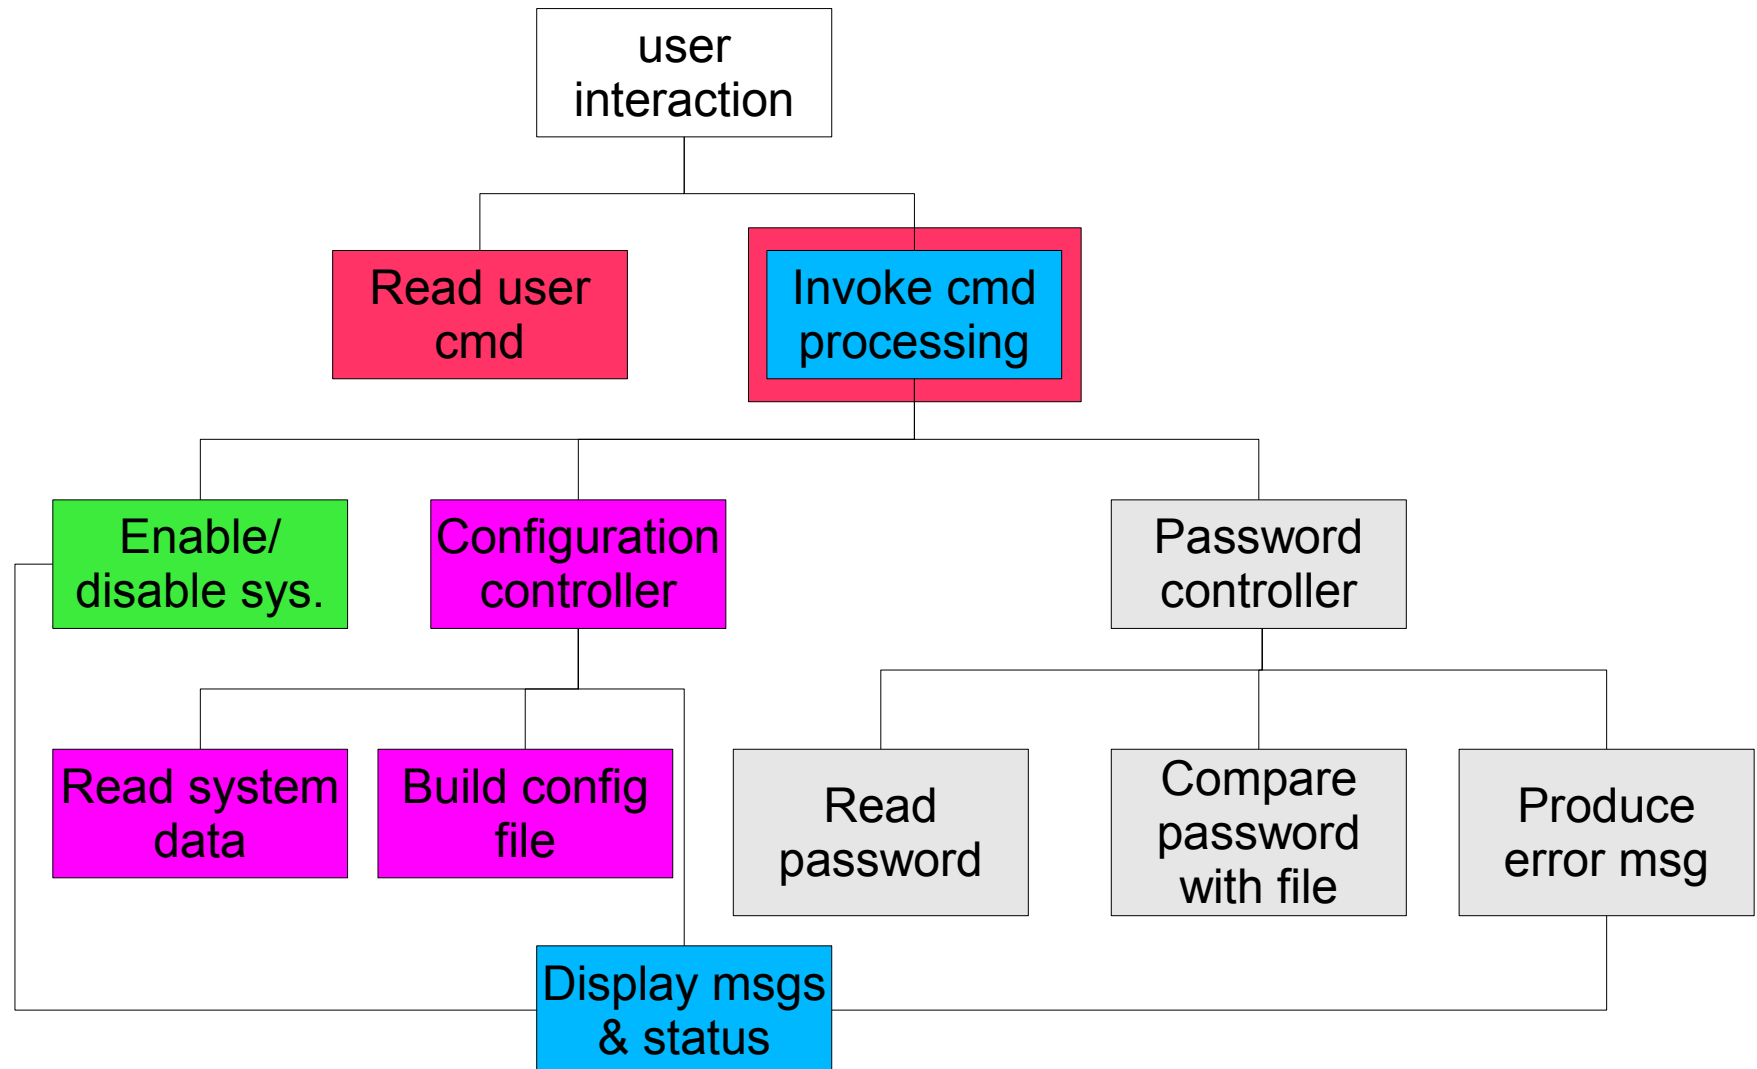 user
interaction
Read user
cmd
Invoke cmd
processing
Enable/
disable sys.
Configuration
controller
Password
controller
Read system
data
Build config
file
Read
password
Compare
password
with file
Produce
error msg
Display msgs
& status